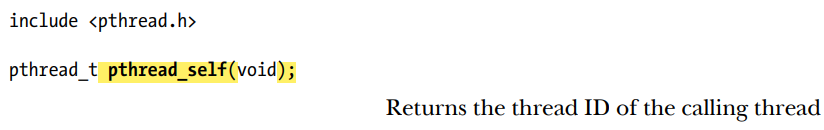 include <pthread.h>
pthread_t pthread_self(void);
Returns the thread ID of the calling thread